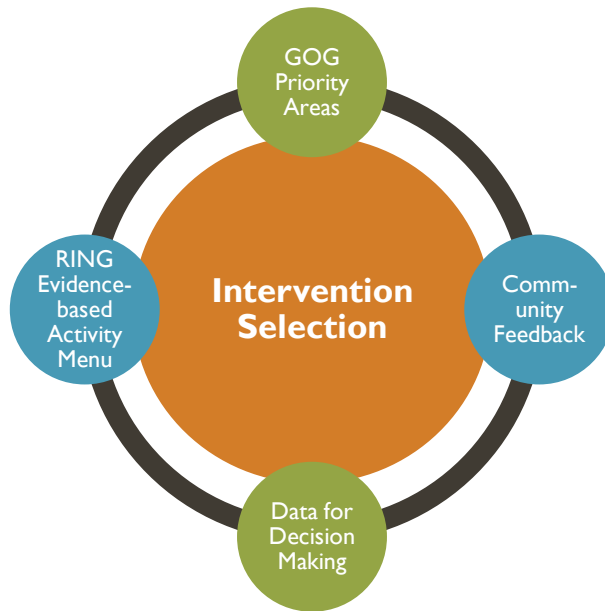 GOG
Priority
Areas
RING
Evidence-
based
Activity
Menu
Intervention
Selection
Comm-
unity
Feedback
Data for
Decision
Making